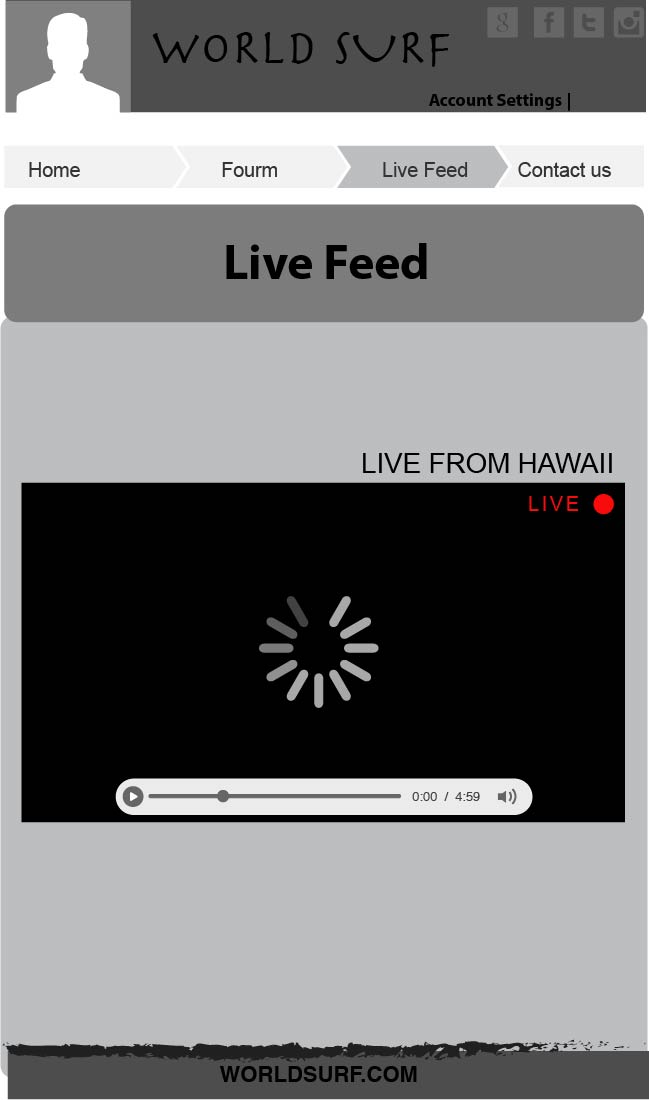 WORLD SURF
Account Settings |
Home Fourm Live Feed Contact us
Live Feed
LIVE FROM HAWAII
LIVE
0:00 / 4:59
WORLDSURF.COM